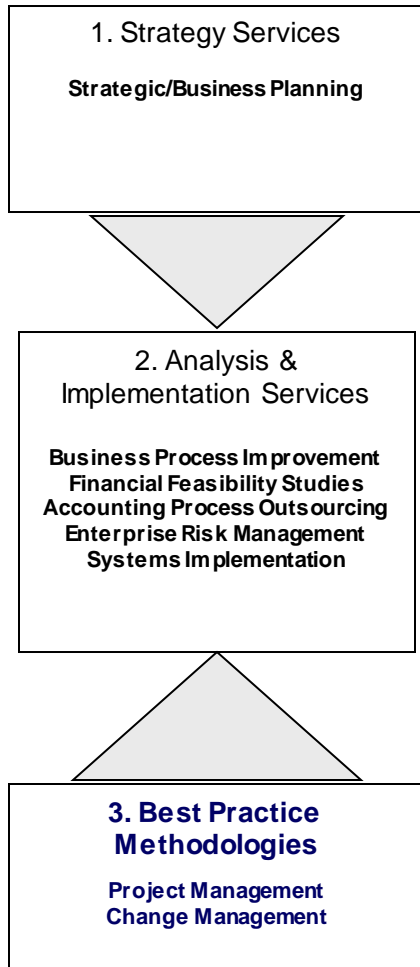 1. Strategy Services
Strategic/Business Planning
2. Analysis &
Implementation Services
Business Process Improvement
Financial Feasibility Studies
Accounting Process Outsourcing
Enterprise Risk Management
Systems Implementation
3. Best Practice
Methodologies
Project Management
Change Management